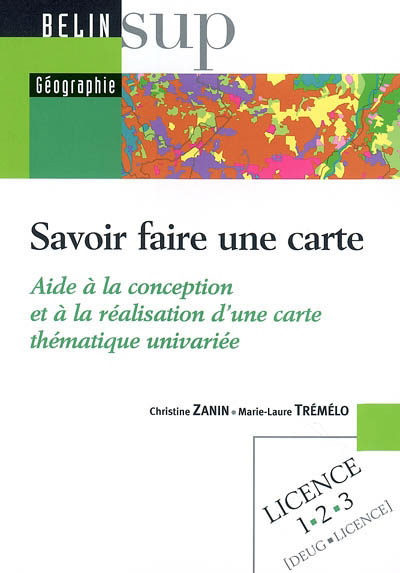 BELIN sup
Géographie
Savoir faire une carte
Aide à la conception
et à la réalisation d'une carte
thématique univariée
Christine ZANIN ▪ Marie-Laure TRÉMÉLO
LICENCE
1▪2▪3
[DEUG▪LICENCE]